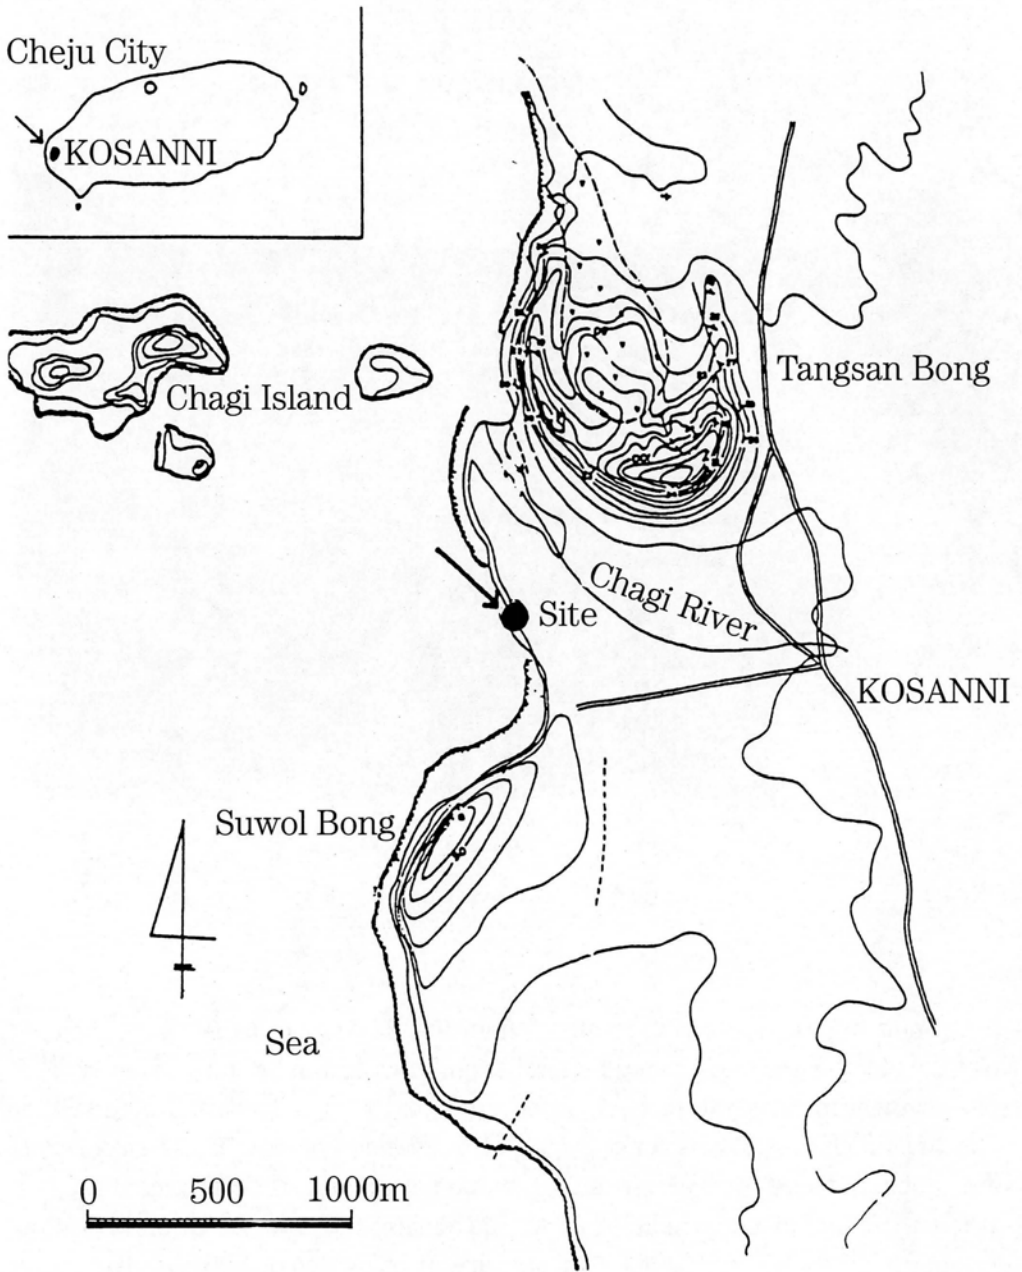 Cheju City
KOSANNI
Tangsan Bong
Chagi Island
Chagi River
Site
KOSANNI
Suwol Bong
Sea
0 500 1000m